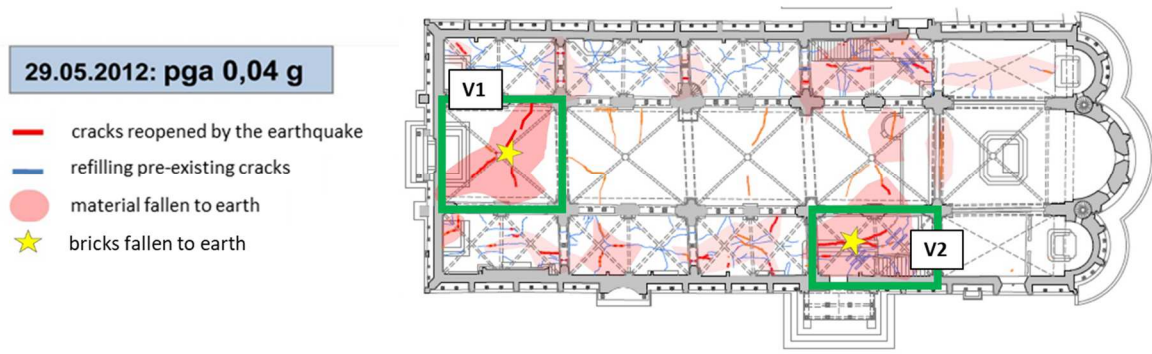 29.05.2012: pga 0,04 g
cracks reopened by the earthquake
refilling pre-existing cracks
material fallen to earth
bricks fallen to earth
V1
V2